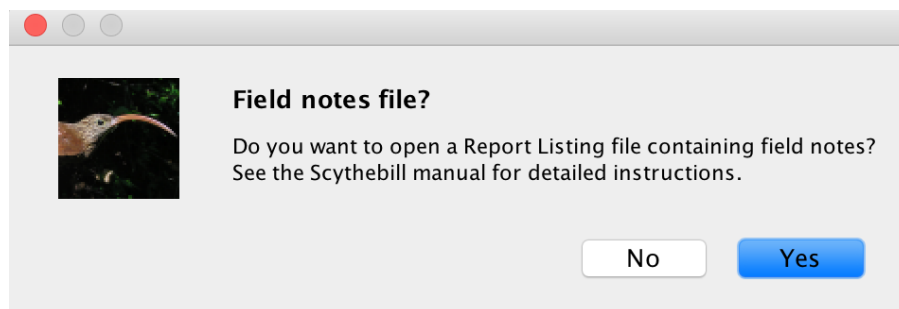 Field notes file?
Do you want to open a Report Listing file containing field notes?
See the Scythebill manual for detailed instructions.
No
Yes